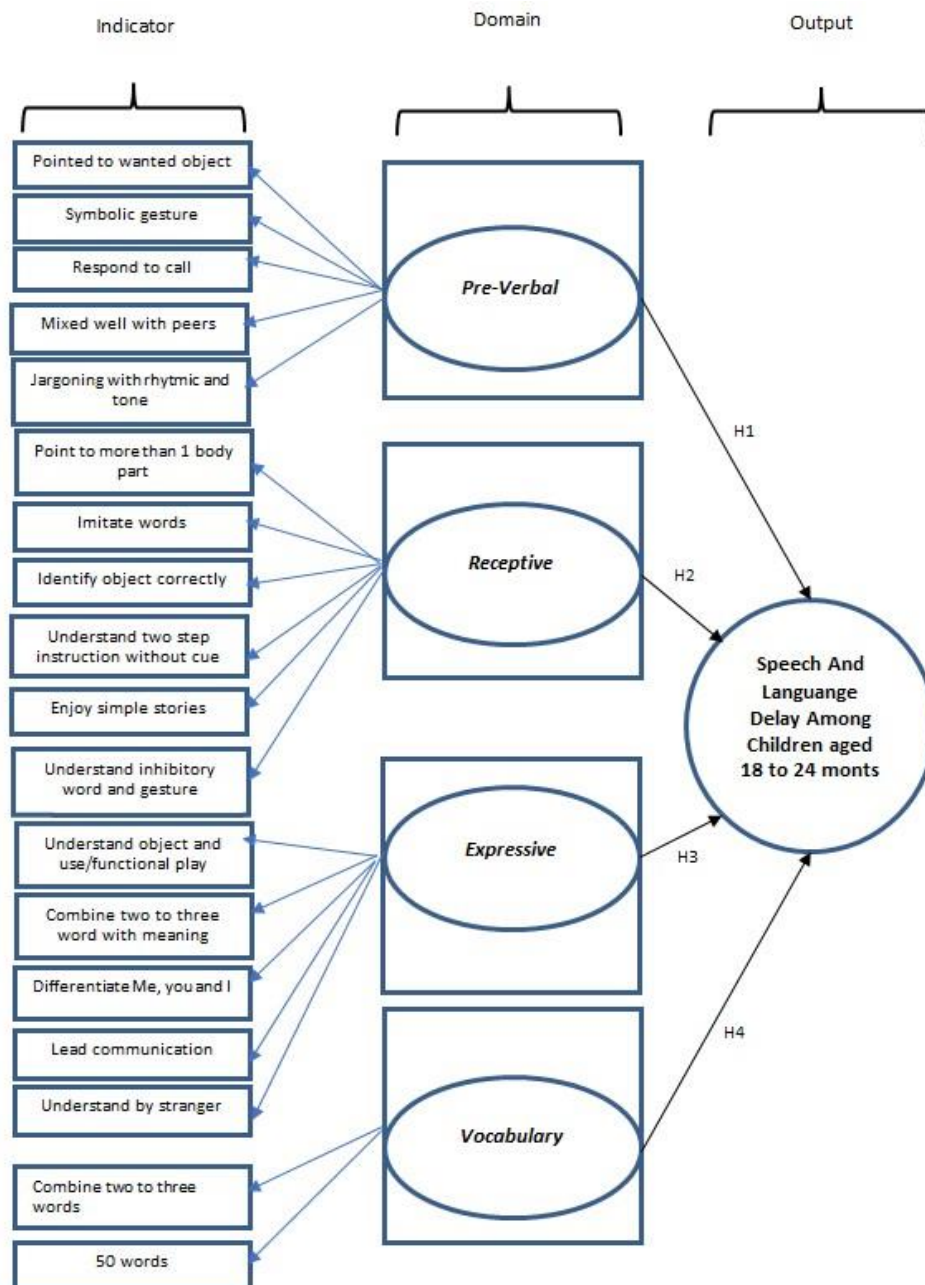 Indicator
Domain
Output
Pointed to wanted object
Symbolic gesture
Respond to call
Mixed well with peers
Jargoning with rhytmic and
tone
Point to more than 1 body
part
Imitate words
Identify object correctly
Understand two step
instruction without cue
Enjoy simple stories
Understand inhibitory
word and gesture
Understand object and
use/functional play
Combine two to three
word with meaning
Differentiate Me, you and I
Lead communication
Understand by stranger
Combine two to three
words
50 words
Pre-Verbal
Receptive
Expressive
Vocabulary
H1
H2
H3
H4
Speech And
Languange
Delay Among
Children aged
18 to 24 monts